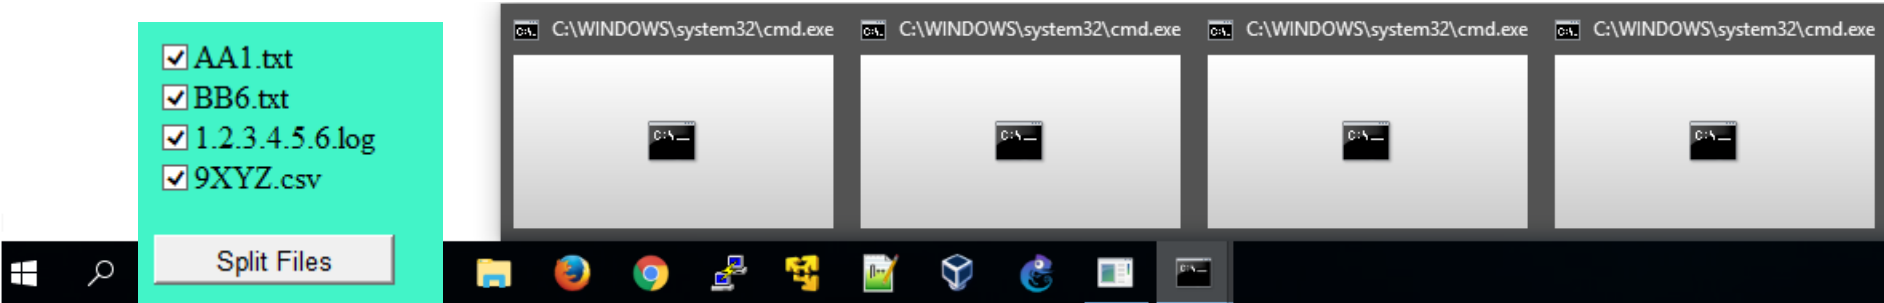 AA1.txt
BB6.txt
1.2.3.4.5.6.log
9XYZ.csv
Split Files
C:\WINDOWS\system32\cmd.exe
C:\WINDOWS\system32\cmd.exe
C:\WINDOWS\system32\cmd.exe
C:\WINDOWS\system32\cmd.exe